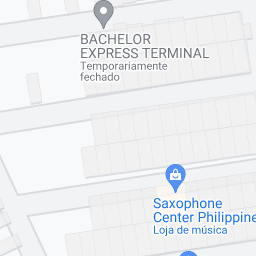 BACHELOR
EXPRESS TERMINAL
Temporariamente
fechado
Saxophone
Center Philippine
Loja de música